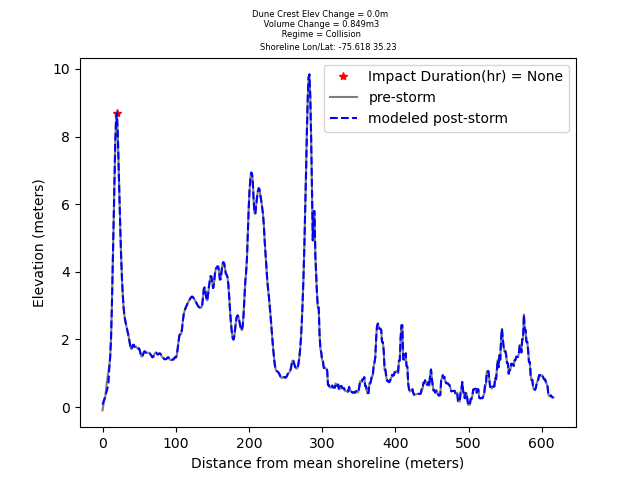 Dune Crest Elev Change = 0.0m
Volume Change = 0.849m3
Regime = Collision
Shoreline Lon/Lat: -75.618 35.23
Impact Duration(hr) = None
pre-storm
modeled post-storm
10
8
6
4
2
0
Elevation (meters)
0 100 200 300 400 500 600
Distance from mean shoreline (meters)